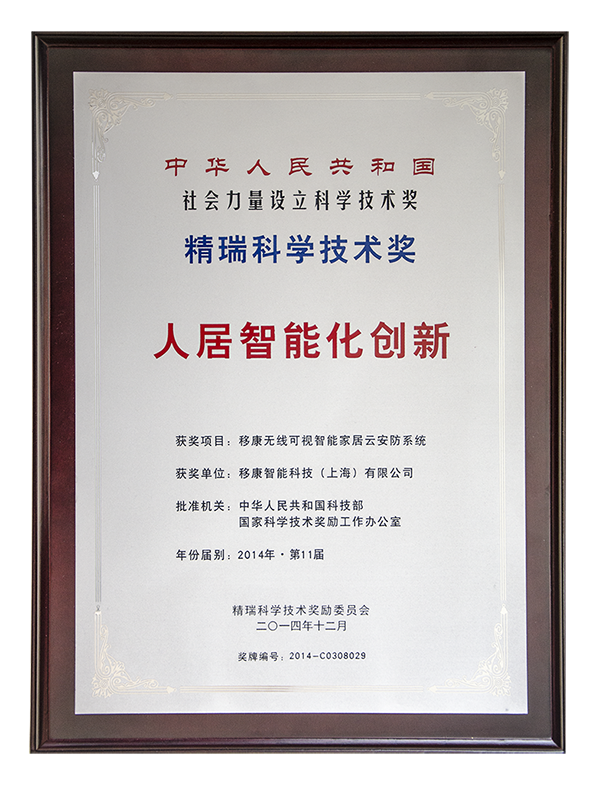 中华人民共和国
社会力量设立科学技术奖
精瑞科学技术奖
人居智能化创新
获奖项目：移康无线可视智能家居云安防系统
获奖单位：移康智能科技（上海）有限公司
批准机关：中华人民共和国科技部
国家科学技术奖励工作办公室
年份届别：2014年·第11届
精瑞科学技术奖励委员会
二〇一四年十二月
奖牌编号：2014-C0308029